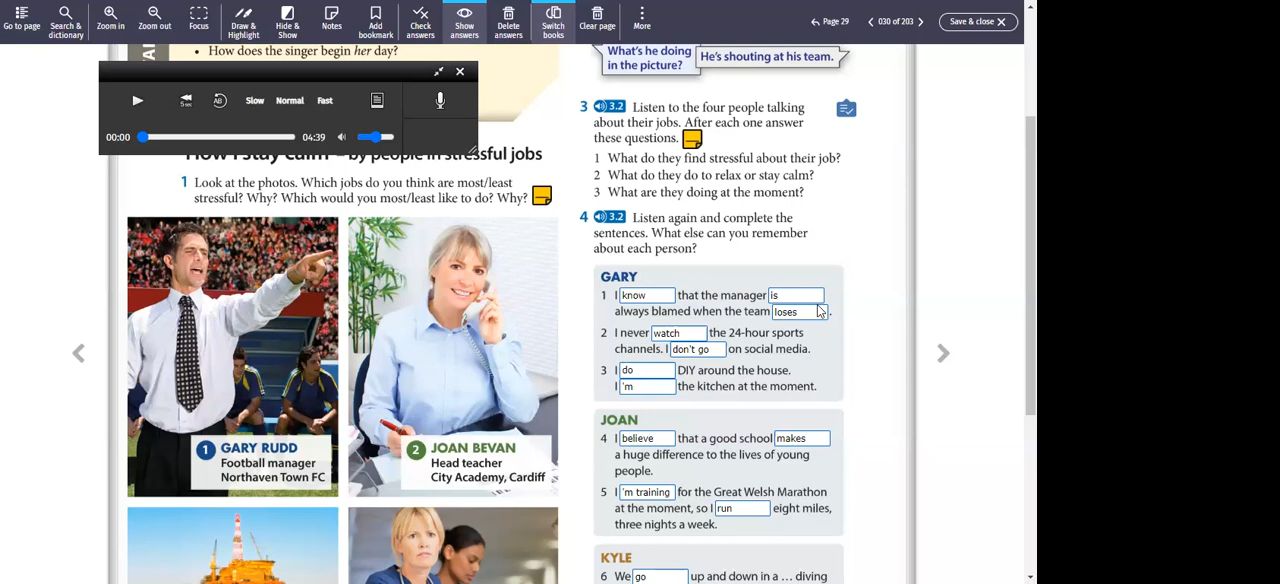 Go to page
Search & dictionary
Zoom in
Zoom out
Focus
Draw & Highlight
Hide & Show
Notes
Add bookmark
Check answers
Show answers
Delete answers
Switch books
Clear page
More
Page 29
030 of 203
Save & close
• How does the singer begin her day?
What's he doing
in the picture?
He's shouting at his team.
5 sec
AB
Slow
Normal
Fast
00:00
04:39
How I stay calm – by people in stressful jobs
1 Look at the photos. Which jobs do you think are most/least
stressful? Why? Which would you most/least like to do? Why?
1 GARY RUDD
Football manager
Northaven Town FC
2 JOAN BEVAN
Head teacher
City Academy, Cardiff
3 3.2 Listen to the four people talking
about their jobs. After each one answer
these questions.
1 What do they find stressful about their job?
2 What do they do to relax or stay calm?
3 What are they doing at the moment?
4 3.2 Listen again and complete the
sentences. What else can you remember
about each person?
GARY
1 I know that the manager is
always blamed when the team loses .
2 I never watch the 24-hour sports
channels. I don't go on social media.
3 I do DIY around the house.
I 'm the kitchen at the moment.
JOAN
4 I believe that a good school makes
a huge difference to the lives of young
people.
5 I 'm training for the Great Welsh Marathon
at the moment, so I run eight miles,
three nights a week.
KYLE
6 We go up and down in a … diving